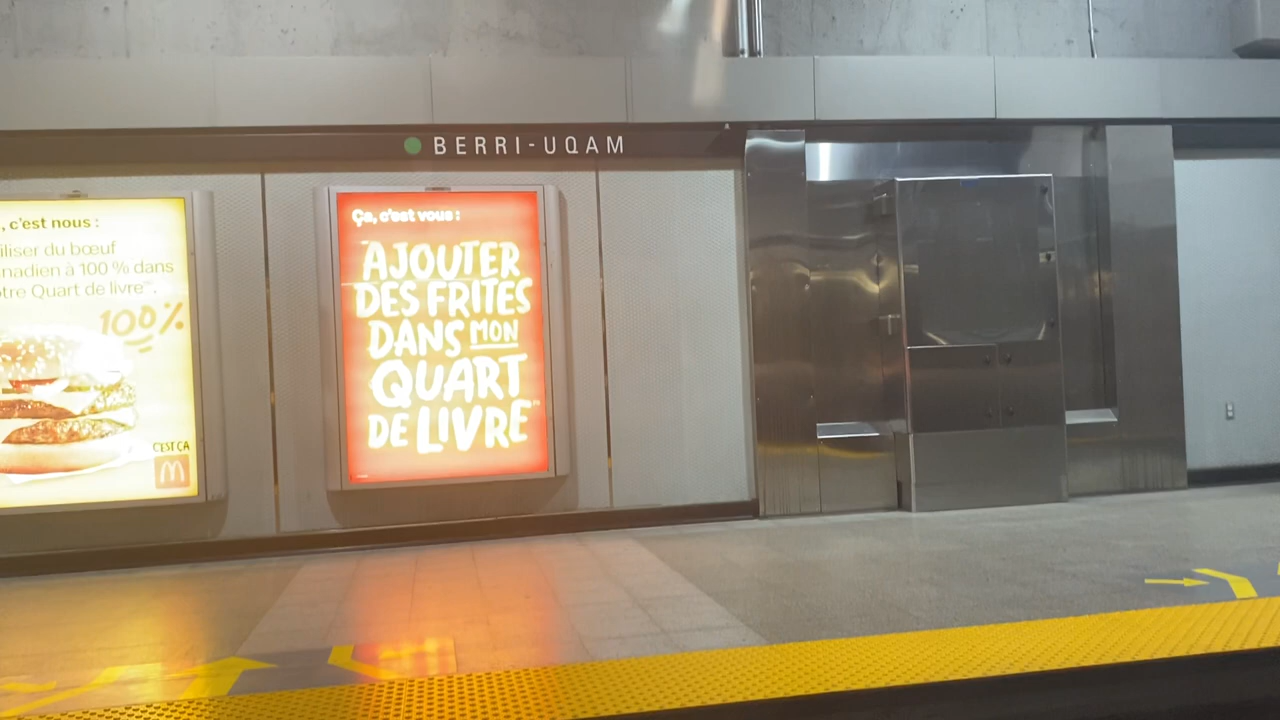 BERRI-UQAM
, c'est nous :
iliser du bœuf
nadien à 100 % dans
otre Quart de livre
100%
C'EST ÇA
Ça, c'est vous :
AJOUTER
DES FRITES
DANS MON
QUART
DE LIVRE